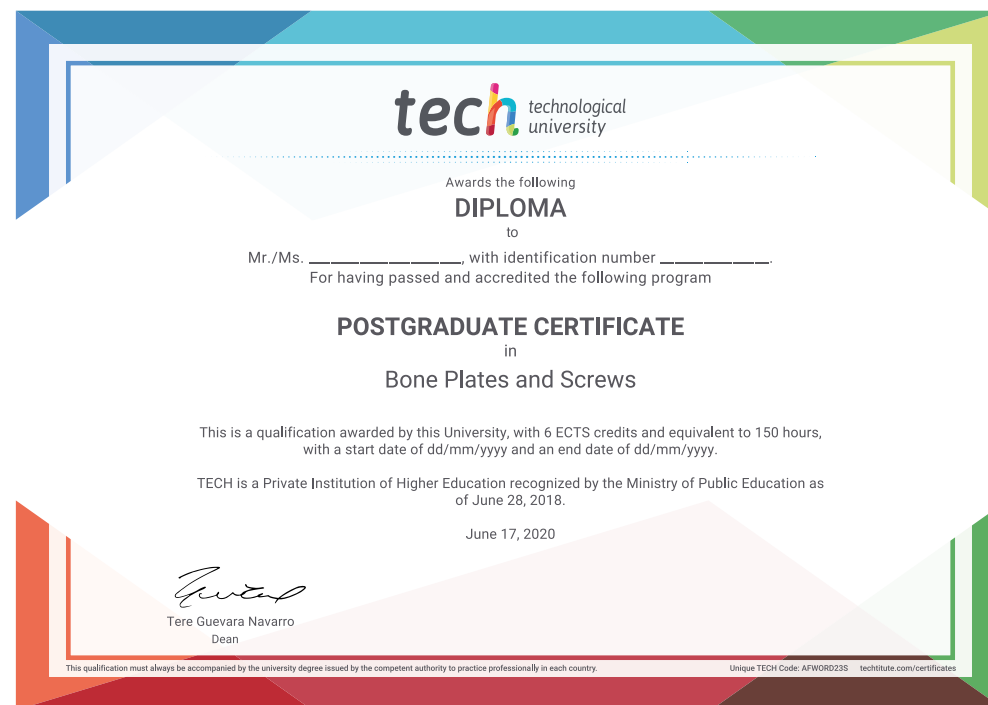 tech technological
university
Awards the following
DIPLOMA
to
Mr./Ms. ________________, with identification number ____________.
For having passed and accredited the following program
POSTGRADUATE CERTIFICATE
in
Bone Plates and Screws
This is a qualification awarded by this University, with 6 ECTS credits and equivalent to 150 hours,
with a start date of dd/mm/yyyy and an end date of dd/mm/yyyy.
TECH is a Private Institution of Higher Education recognized by the Ministry of Public Education as
of June 28, 2018.
June 17, 2020
Tere Guevara Navarro
Dean
This qualification must always be accompanied by the university degree issued by the competent authority to practice professionally in each country.
Unique TECH Code: AFWORD23S techtitute.com/certificates